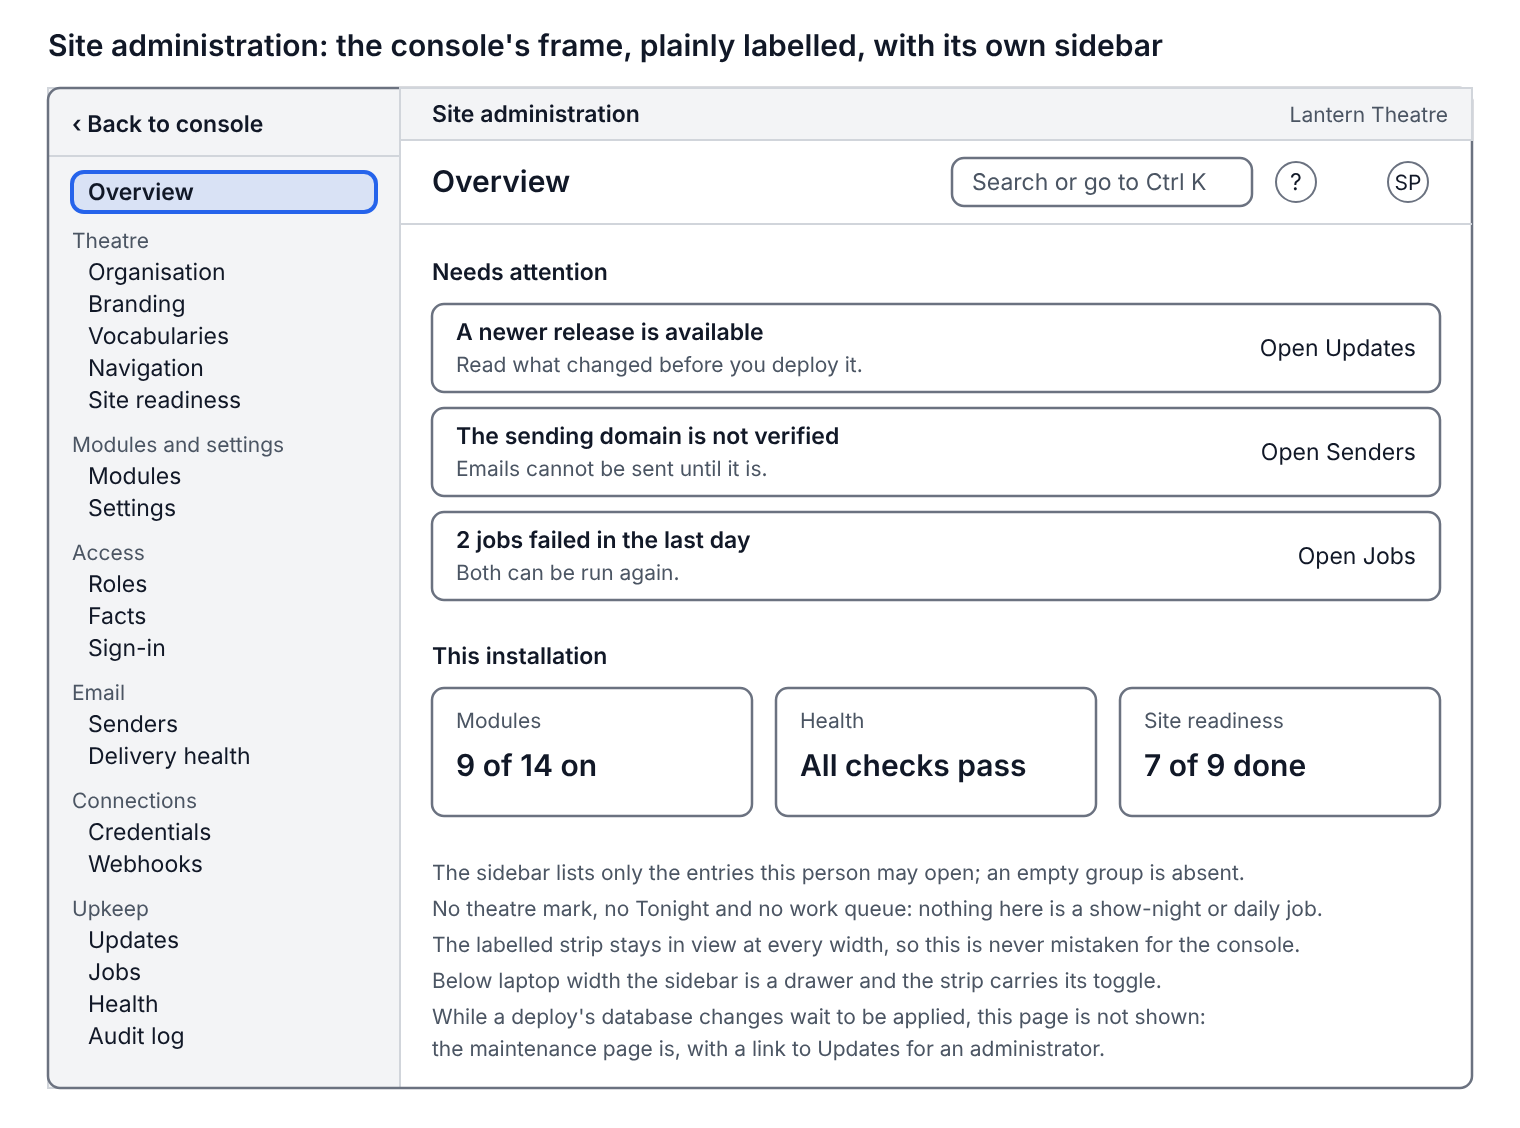 Site administration: the console's frame, plainly labelled, with its own sidebar
‹ Back to console
Overview
Theatre
Organisation
Branding
Vocabularies
Navigation
Site readiness
Modules and settings
Modules
Settings
Access
Roles
Facts
Sign-in
Email
Senders
Delivery health
Connections
Credentials
Webhooks
Upkeep
Updates
Jobs
Health
Audit log
Site administration
Lantern Theatre
Overview
Search or go to Ctrl K
?
SP
Needs attention
A newer release is available
Read what changed before you deploy it.
Open Updates
The sending domain is not verified
Emails cannot be sent until it is.
Open Senders
2 jobs failed in the last day
Both can be run again.
Open Jobs
This installation
Modules
9 of 14 on
Health
All checks pass
Site readiness
7 of 9 done
The sidebar lists only the entries this person may open; an empty group is absent.
No theatre mark, no Tonight and no work queue: nothing here is a show-night or daily job.
The labelled strip stays in view at every width, so this is never mistaken for the console.
Below laptop width the sidebar is a drawer and the strip carries its toggle.
While a deploy's database changes wait to be applied, this page is not shown:
the maintenance page is, with a link to Updates for an administrator.